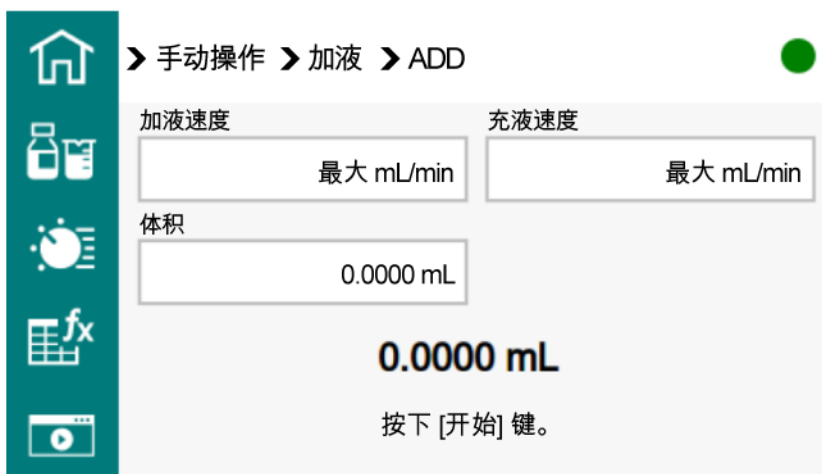 手动操作 加液 ADD
加液速度 充液速度
最大 mL/min 最大 mL/min
体积
0.0000 mL
0.0000 mL
按下 [开始] 键。
fx